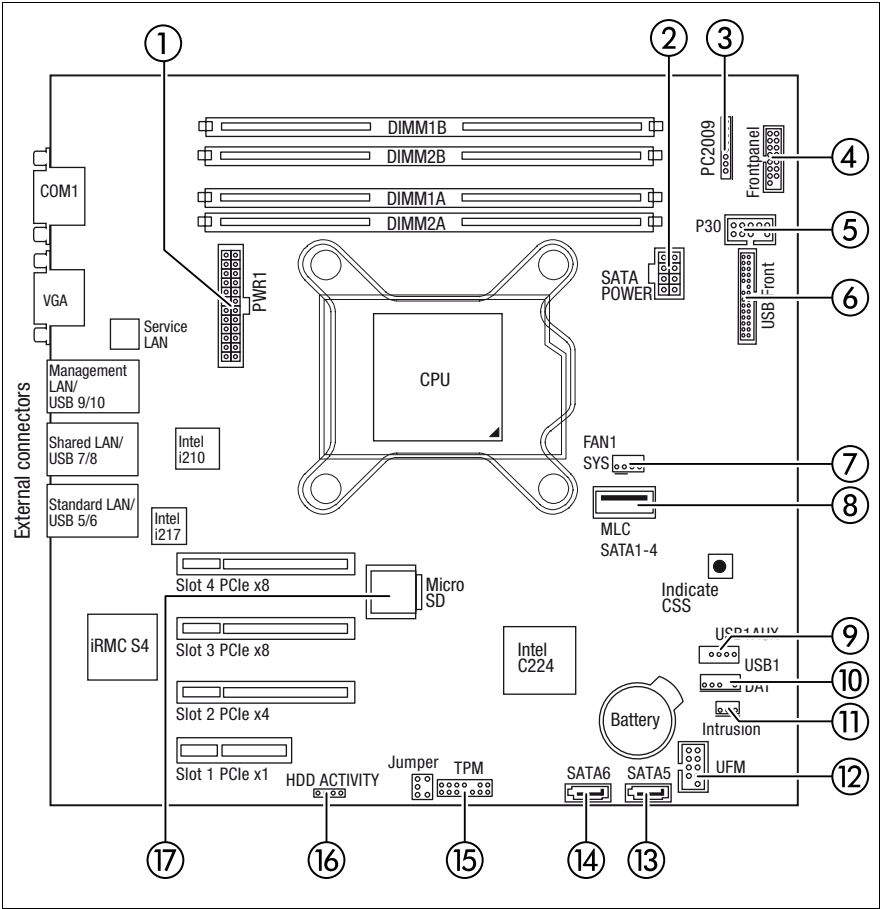 1
2
3
4
5
6
7
8
9
10
11
12
13
14
15
16
17
DIMM1B
DIMM2B
DIMM1A
DIMM2A
PC2009
Frontpanel
P30
USB Front
SATA
POWER
PWR1
COM1
VGA
Service
LAN
Management
LAN/
USB 9/10
Shared LAN/
USB 7/8
Standard LAN/
USB 5/6
External connectors
Intel
i210
Intel
i217
CPU
FAN1
SYS
MLC
SATA1-4
Indicate
CSS
Slot 4 PCIe x8
Micro
SD
iRMC S4
Slot 3 PCIe x8
Slot 2 PCIe x4
Slot 1 PCIe x1
Intel
C224
USB1AUX
USB1
DAT
Intrusion
Battery
UFM
HDD ACTIVITY
Jumper
TPM
SATA6
SATA5